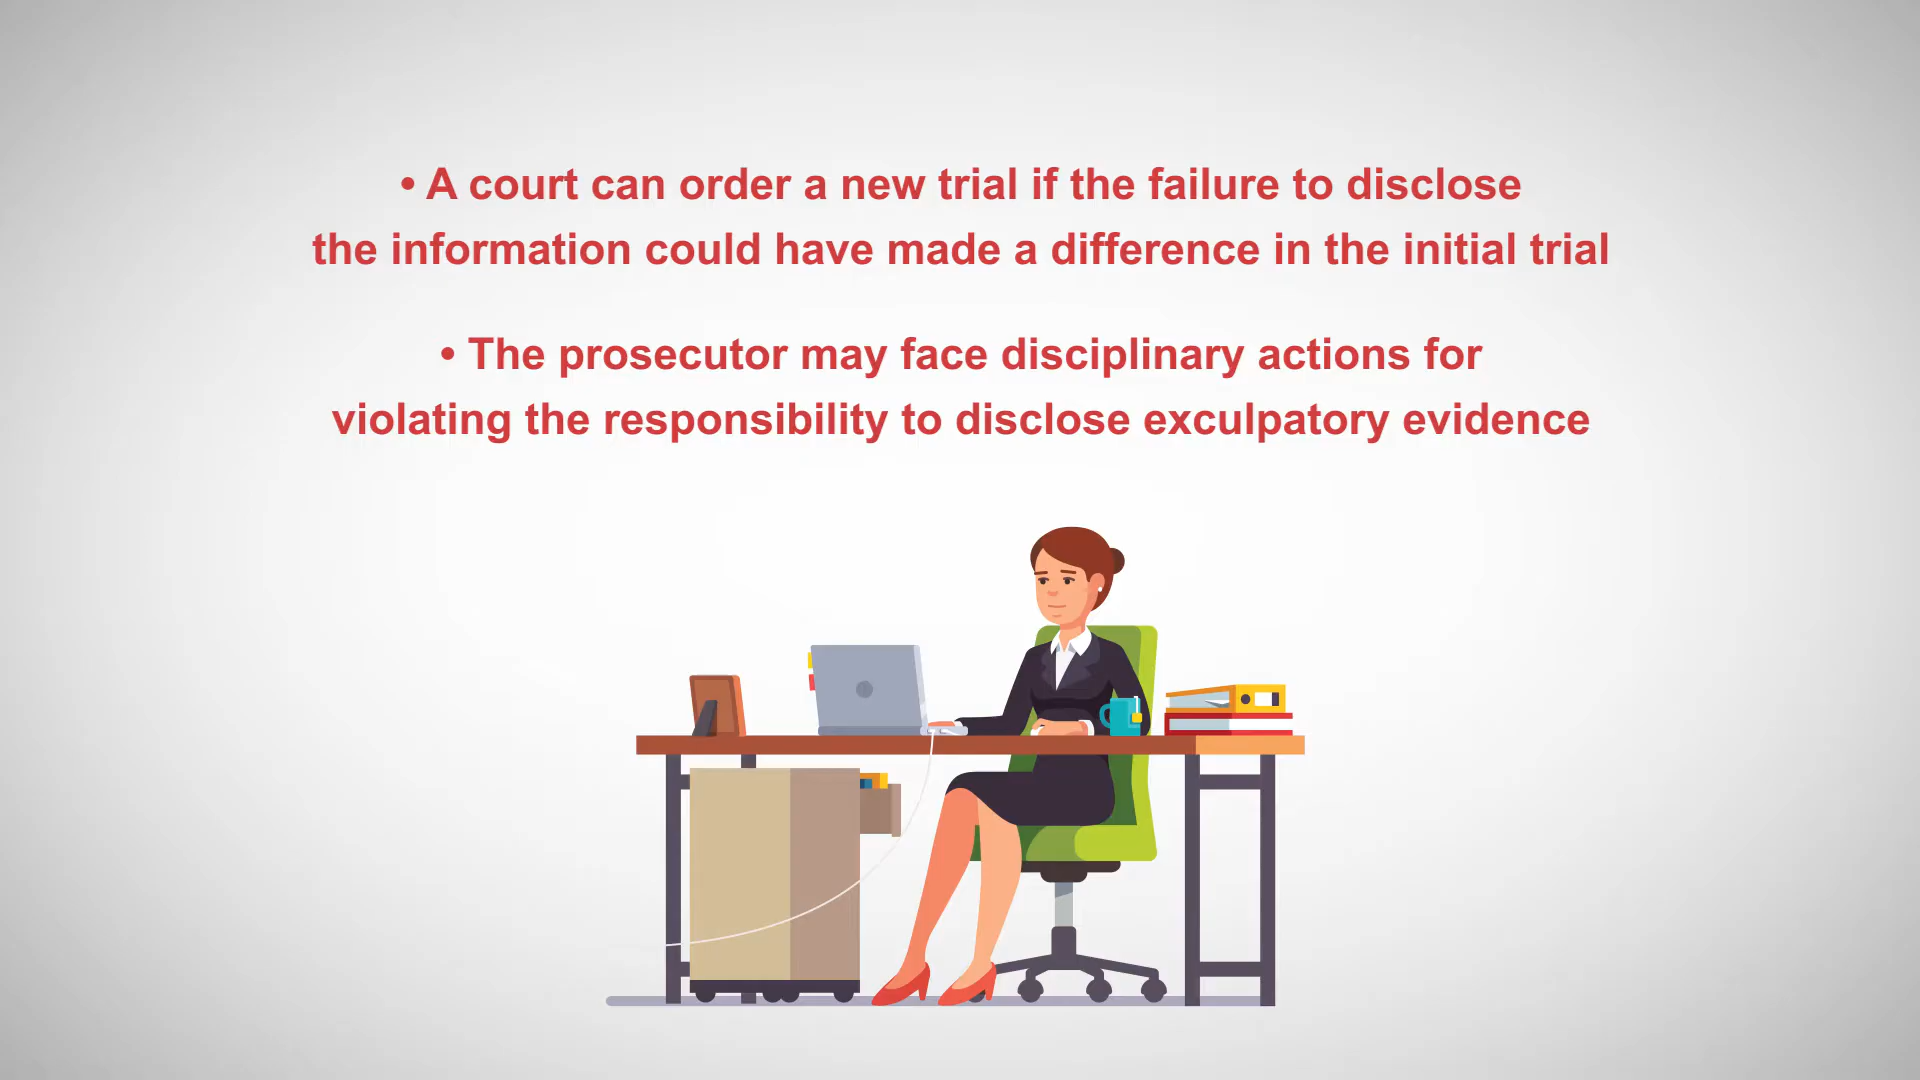 • A court can order a new trial if the failure to disclose
the information could have made a difference in the initial trial
• The prosecutor may face disciplinary actions for
violating the responsibility to disclose exculpatory evidence